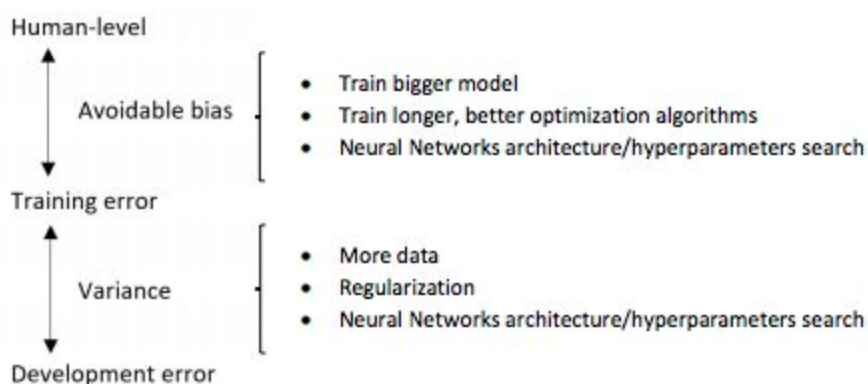 Human-level
Avoidable bias
• Train bigger model
• Train longer, better optimization algorithms
• Neural Networks architecture/hyperparameters search
Training error
Variance
• More data
• Regularization
• Neural Networks architecture/hyperparameters search
Development error